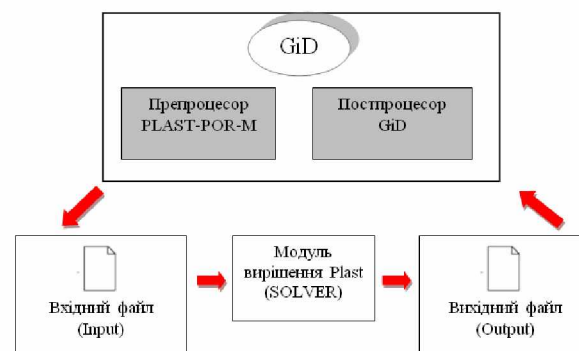 GiD
Препроцесор
PLAST-POR-M
Постпроцесор
GiD
Вхідний файл
(Input)
Модуль
вирішення Plast
(SOLVER)
Вихідний файл
(Output)